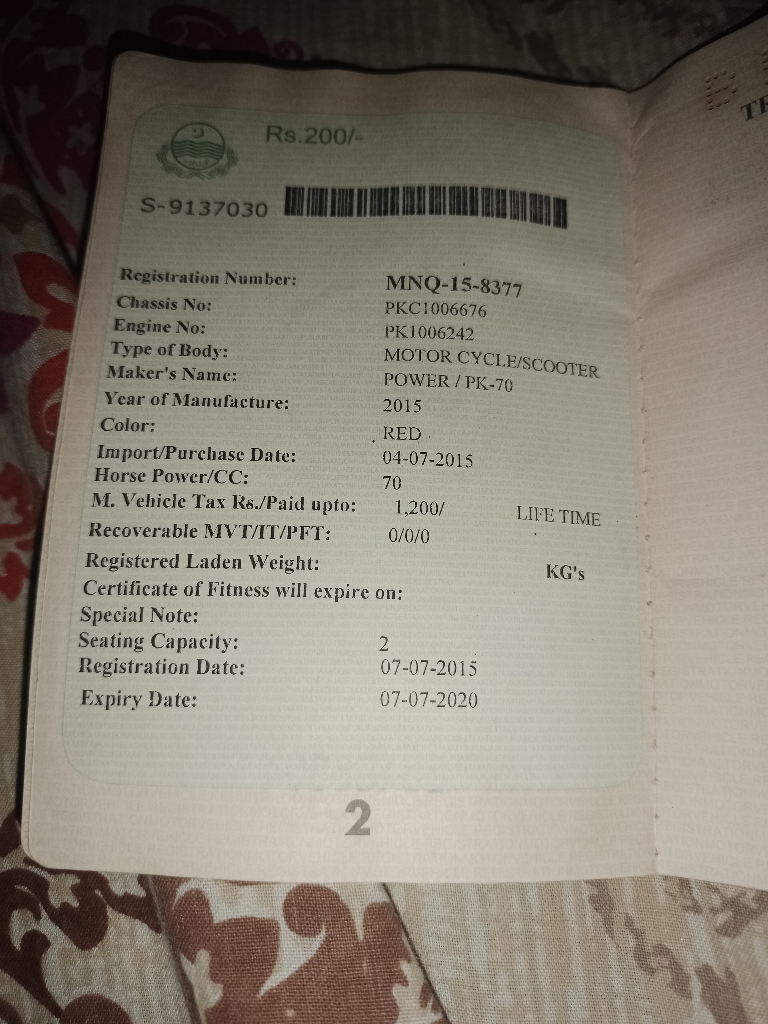 Rs.200/-
S-9137030
Registration Number: MNQ-15-8377
Chassis No: PKC1006676
Engine No: PK1006242
Type of Body: MOTOR CYCLE/SCOOTER
Maker's Name: POWER / PK-70
Year of Manufacture: 2015
Color: RED
Import/Purchase Date: 04-07-2015
Horse Power/CC: 70
M. Vehicle Tax Rs./Paid upto: 1,200/ LIFE TIME
Recoverable MVT/IT/PFT: 0/0/0
Registered Laden Weight: KG's
Certificate of Fitness will expire on:
Special Note:
Seating Capacity: 2
Registration Date: 07-07-2015
Expiry Date: 07-07-2020
2